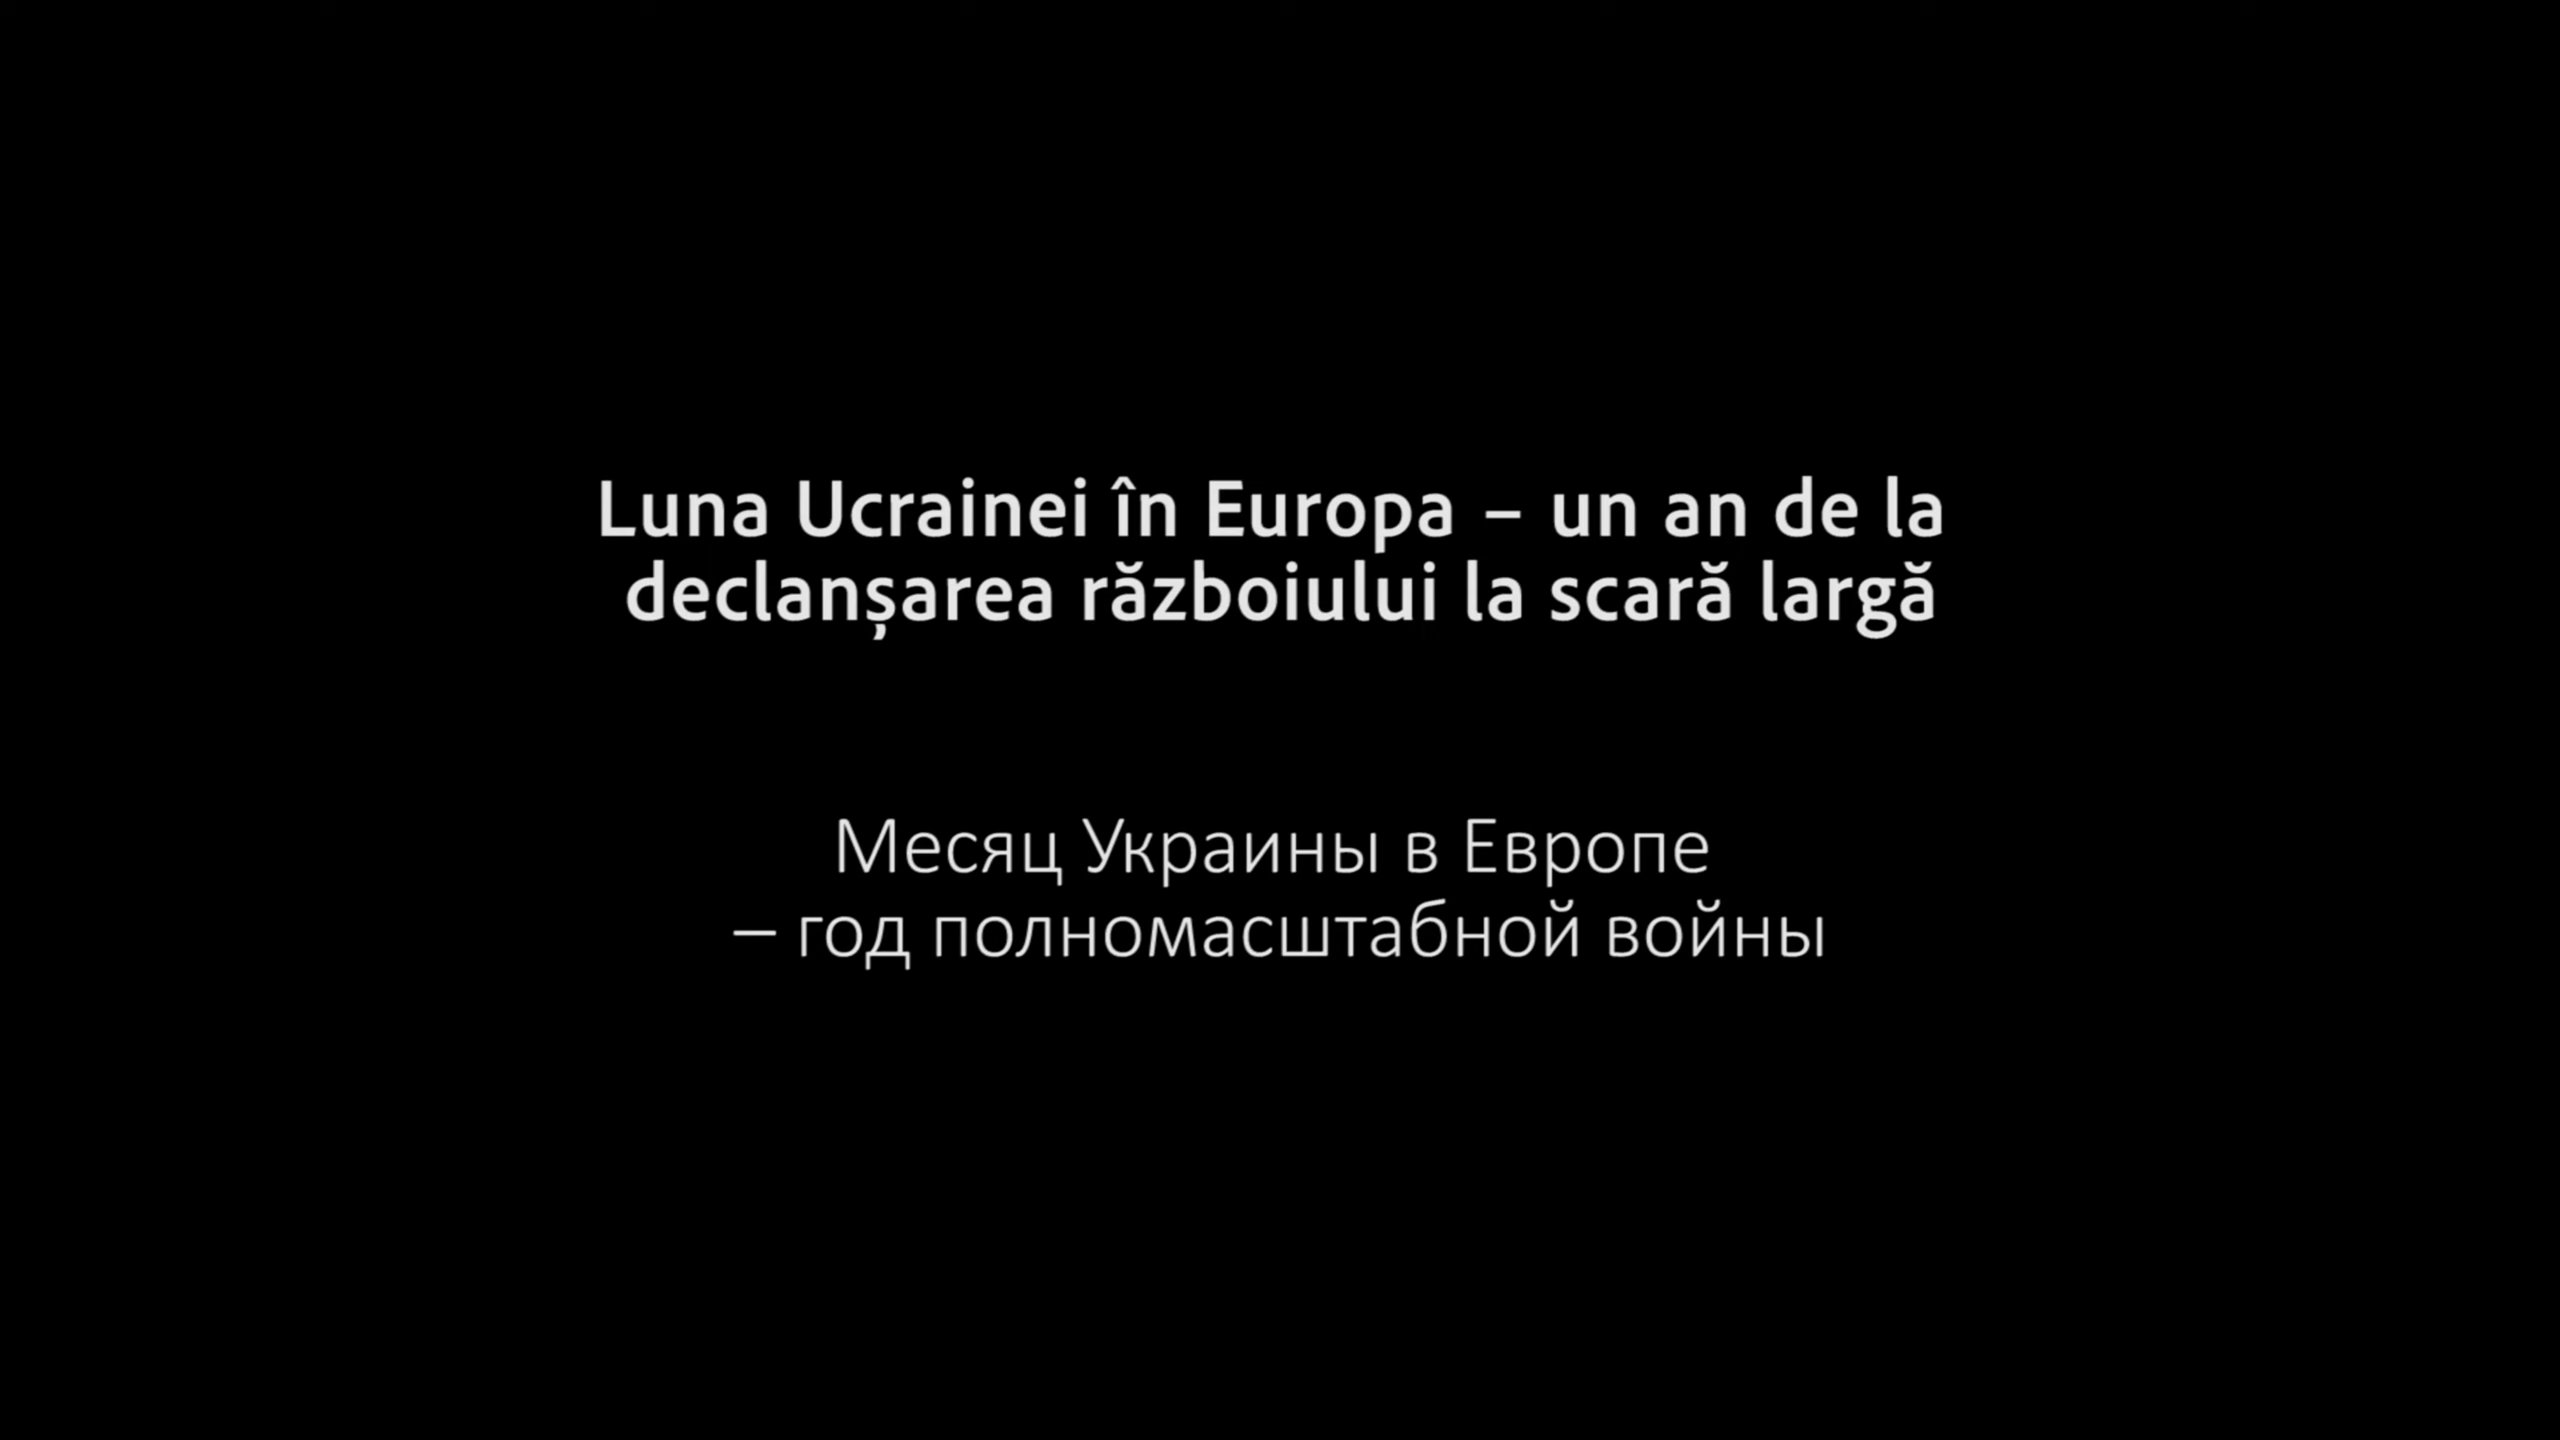 Luna Ucrainei în Europa – un an de la
declanșarea războiului la scară largă
Месяц Украины в Европе
– год полномасштабной войны